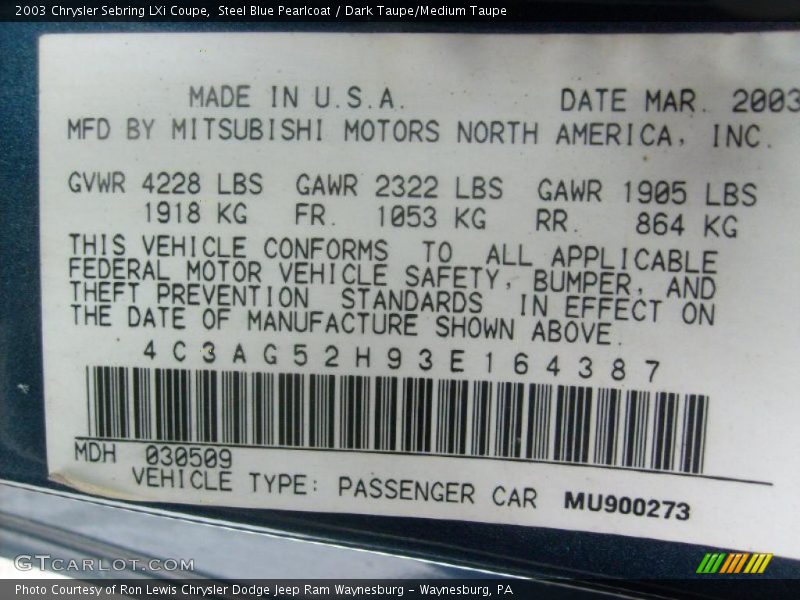 2003 Chrysler Sebring LXi Coupe,  Steel Blue Pearlcoat / Dark Taupe/Medium Taupe
MADE IN U.S.A.    DATE MAR. 2003
MFD BY MITSUBISHI MOTORS NORTH AMERICA, INC.
GVWR 4228 LBS  GAWR 2322 LBS  GAWR 1905 LBS
1918 KG  FR.  1053 KG  RR.  864 KG
THIS VEHICLE CONFORMS TO ALL APPLICABLE
FEDERAL MOTOR VEHICLE SAFETY, BUMPER, AND
THEFT PREVENTION STANDARDS IN EFFECT ON
THE DATE OF MANUFACTURE SHOWN ABOVE.
4C3AG52H93E164387
MDH 030509
VEHICLE TYPE: PASSENGER CAR  MU900273
GTCARLOT.COM
Photo Courtesy of Ron Lewis Chrysler Dodge Jeep Ram Waynesburg - Waynesburg, PA